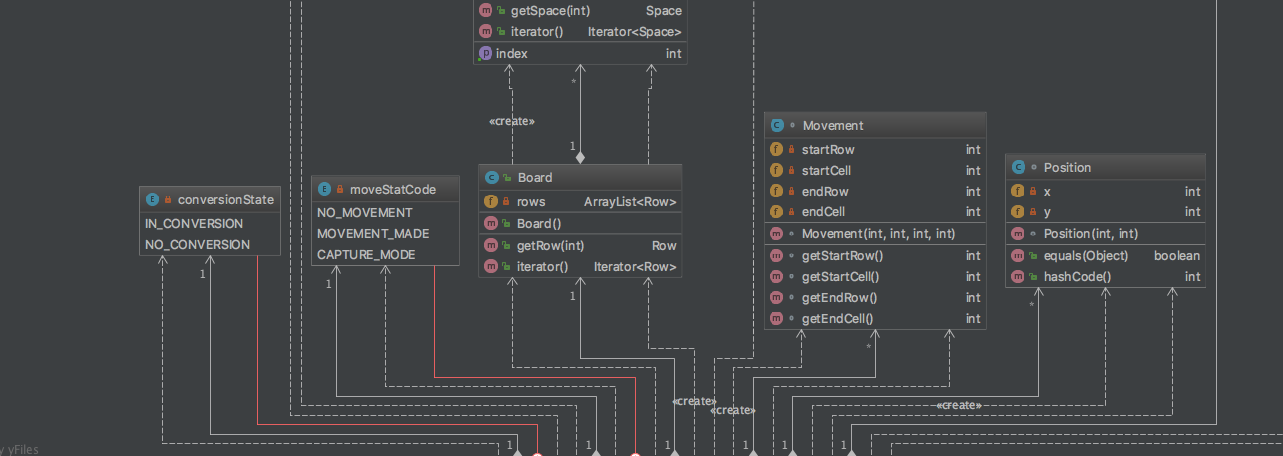 getSpace(int) Space
iterator() Iterator<Space>
index int
*
«create»
1
conversionState
IN_CONVERSION
NO_CONVERSION
1
moveStatCode
NO_MOVEMENT
MOVEMENT_MADE
CAPTURE_MODE
1
Board
rows ArrayList<Row>
Board()
getRow(int) Row
iterator() Iterator<Row>
1
Movement
startRow int
startCell int
endRow int
endCell int
Movement(int, int, int, int)
getStartRow() int
getStartCell() int
getEndRow() int
getEndCell() int
*
Position
x int
y int
Position(int, int)
equals(Object) boolean
hashCode() int
*
«create»
«create»
«create»
1 1 1 1 1 1
y yFiles